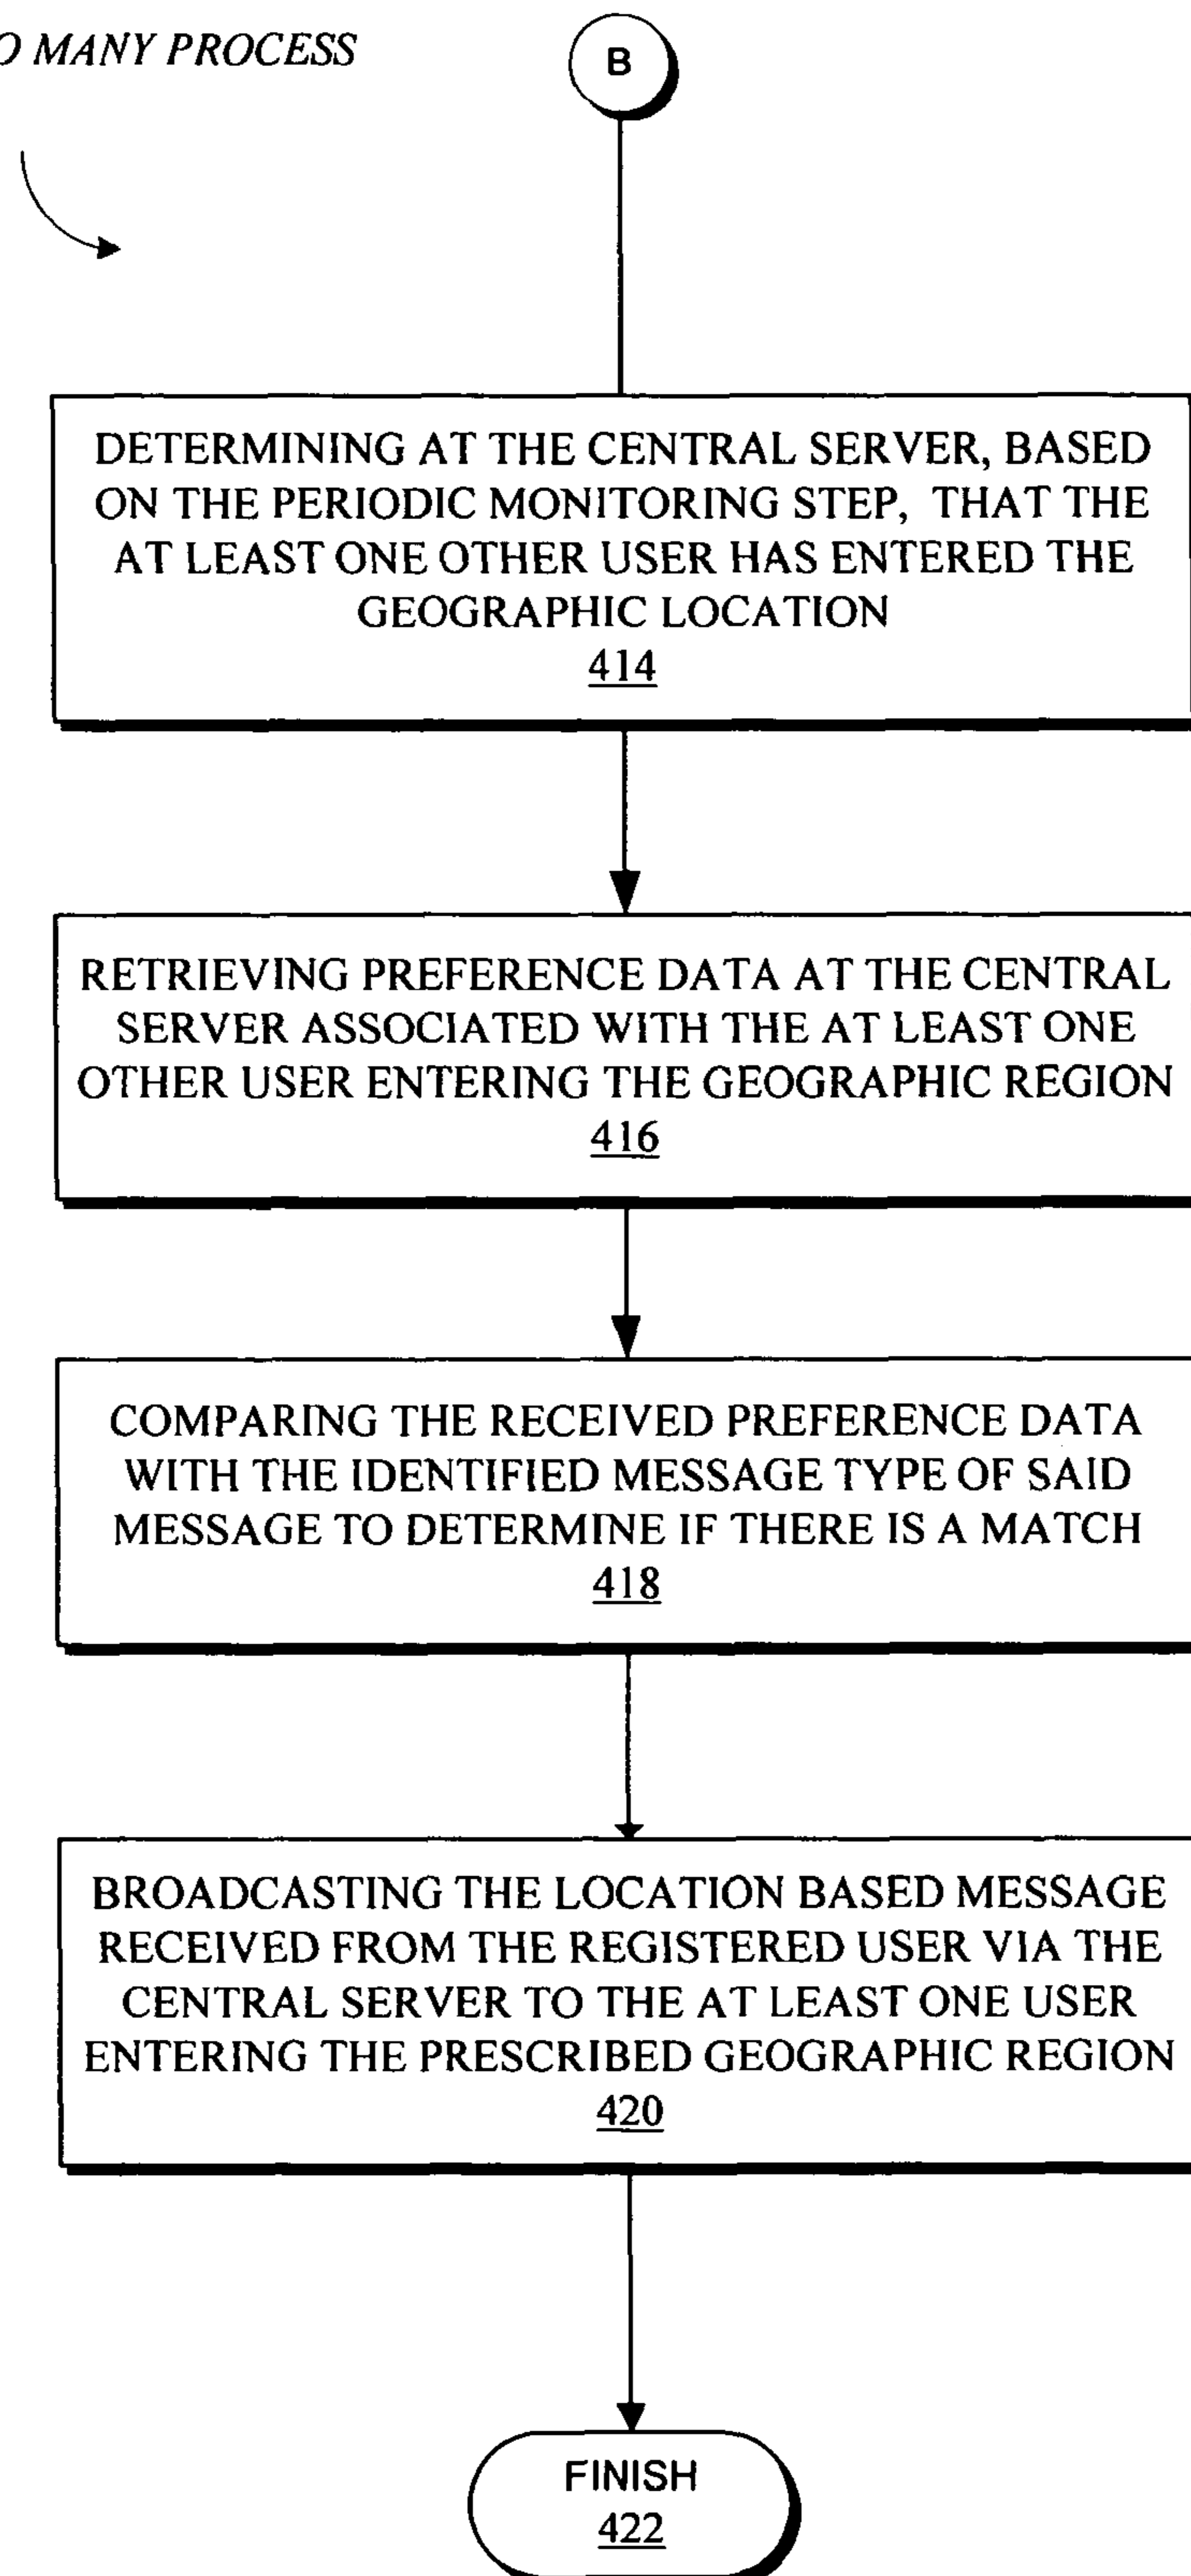 O MANY PROCESS
B
DETERMINING AT THE CENTRAL SERVER, BASED
ON THE PERIODIC MONITORING STEP, THAT THE
AT LEAST ONE OTHER USER HAS ENTERED THE
GEOGRAPHIC LOCATION
414
RETRIEVING PREFERENCE DATA AT THE CENTRAL
SERVER ASSOCIATED WITH THE AT LEAST ONE
OTHER USER ENTERING THE GEOGRAPHIC REGION
416
COMPARING THE RECEIVED PREFERENCE DATA
WITH THE IDENTIFIED MESSAGE TYPE OF SAID
MESSAGE TO DETERMINE IF THERE IS A MATCH
418
BROADCASTING THE LOCATION BASED MESSAGE
RECEIVED FROM THE REGISTERED USER VIA THE
CENTRAL SERVER TO THE AT LEAST ONE USER
ENTERING THE PRESCRIBED GEOGRAPHIC REGION
420
FINISH
422